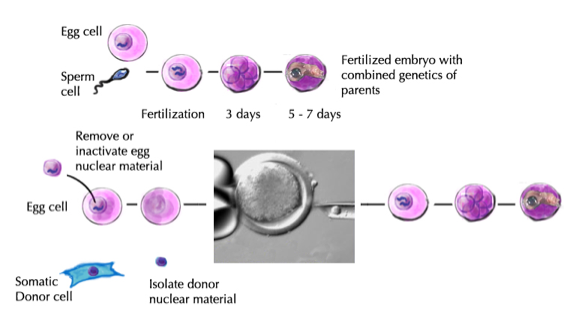 Egg cell
Sperm
cell
Fertilized embryo with
combined genetics of
parents
Fertilization 3 days 5 - 7 days
Remove or
inactivate egg
nuclear material
Egg cell
Somatic
Donor cell
Isolate donor
nuclear material